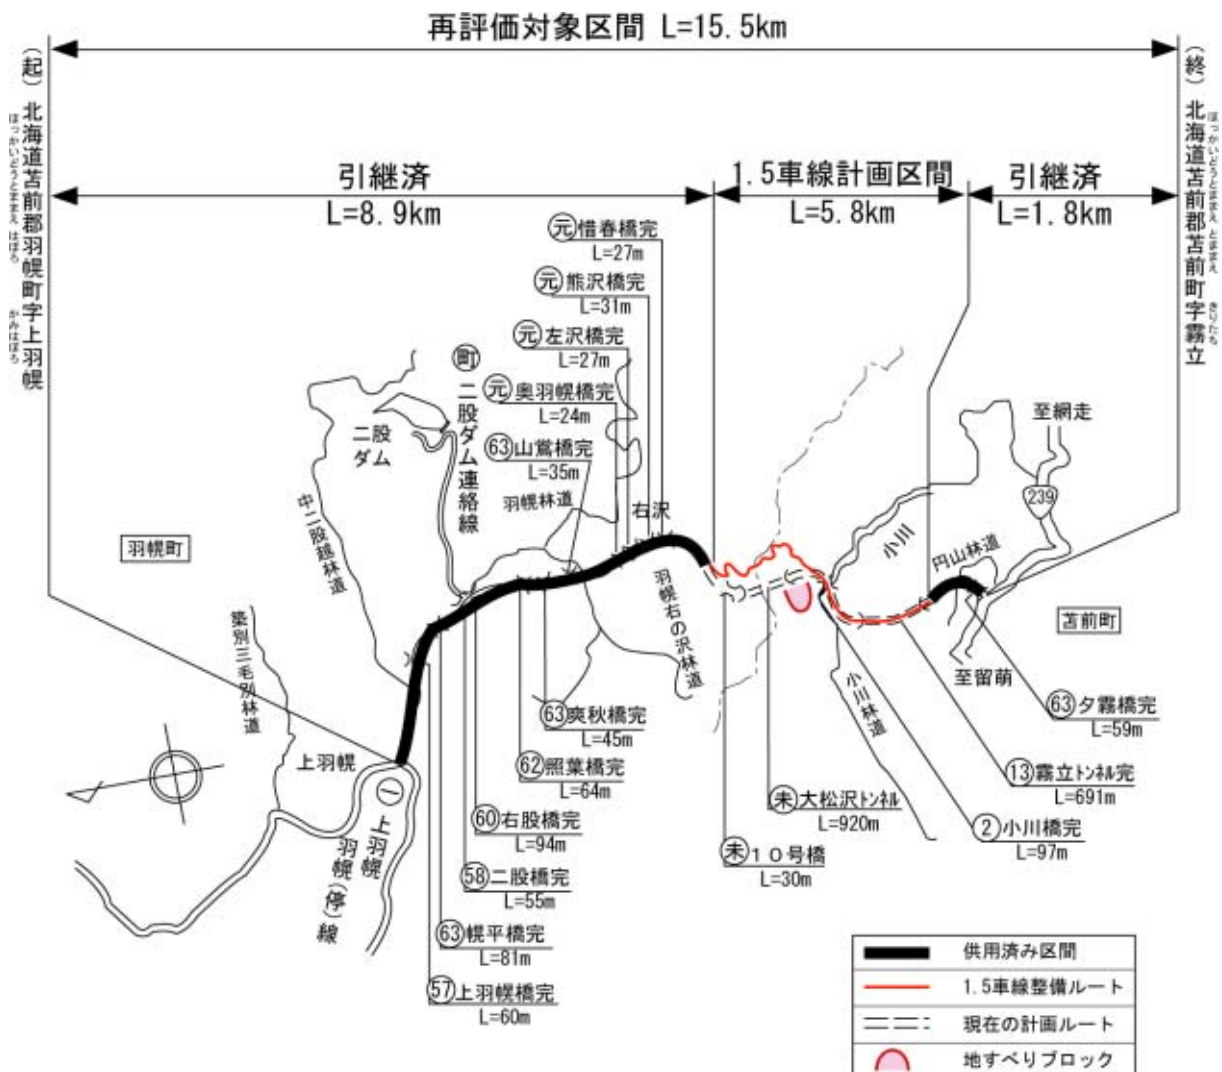 再評価対象区間 L=15.5km
(起) 北海道苫前郡羽幌町字上羽幌
ほっかいどうとままえ はぼろ かみはぼろ
(終) 北海道苫前郡苫前町字霧立
ほっかいどうとままえ とままえ きりたち
引継済
L=8.9km
1.5車線計画区間
L=5.8km
引継済
L=1.8km
元 惜春橋完
L=27m
元 熊沢橋完
L=31m
元 左沢橋完
L=27m
元 奥羽幌橋完
L=24m
63 山鴬橋完
L=35m
町 二股ダム連絡線
二股
ダム
羽幌林道
右沢
中二股越林道
羽幌町
築別三毛別林道
羽幌右の沢林道
小川
円山林道
至網走
239
苫前町
至留萌
小川林道
上羽幌
一 上羽幌
羽幌(停)線
63 爽秋橋完
L=45m
62 照葉橋完
L=64m
60 右股橋完
L=94m
58 二股橋完
L=55m
63 幌平橋完
L=81m
57 上羽幌橋完
L=60m
63 夕霧橋完
L=59m
13 霧立トンネル完
L=691m
2 小川橋完
L=97m
未 大松沢トンネル
L=920m
未 10号橋
L=30m
供用済み区間
1.5車線整備ルート
現在の計画ルート
地すべりブロック